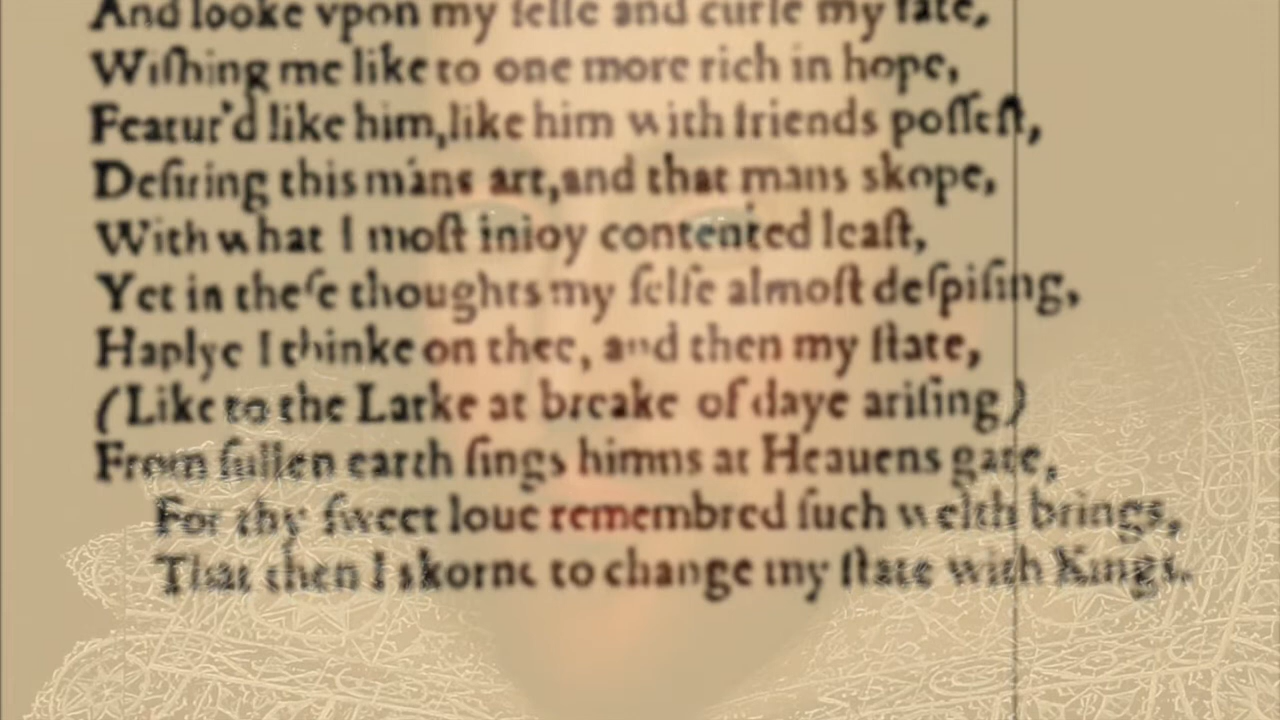 And looke vpon my ſelfe and curſe my fate,
Wiſhing me like to one more rich in hope,
Featur'd like him,like him with friends poſſeſt,
Deſiring this mans art,and that mans skope,
With what I moſt inioy contented leaſt,
Yet in theſe thoughts my ſelfe almoſt deſpiſing,
Haplye I thinke on thee, and then my ſtate,
(Like to the Larke at breake of daye ariſing)
From ſullen earth ſings himns at Heauens gate,
For thy ſweet loue remembred ſuch welth brings,
That then I skorne to change my ſtate with Kings.